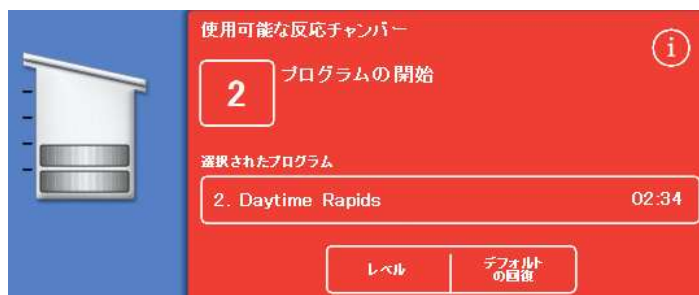 使用可能な反応チャンバー
i
2
プログラムの開始
選択されたプログラム
2. Daytime Rapids 02:34
レベル
デフォルト
の回復